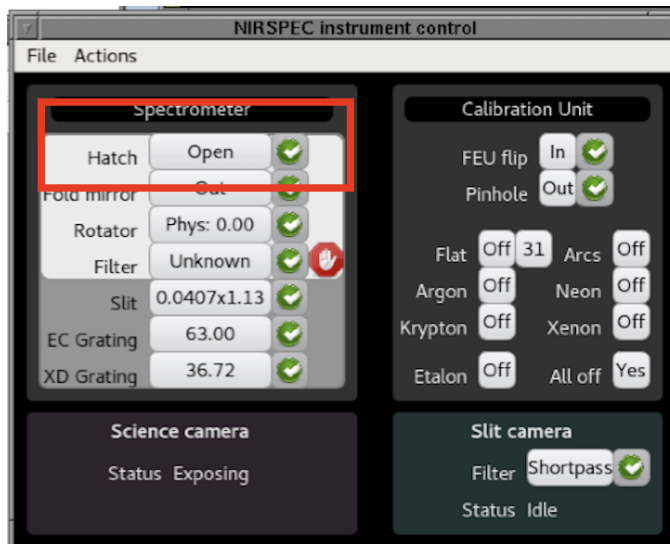 NIRSPEC instrument control
File Actions
Spectrometer
Hatch Open
Fold mirror Out
Rotator Phys: 0.00
Filter Unknown
Slit 0.0407x1.13
EC Grating 63.00
XD Grating 36.72
Calibration Unit
FEU flip In
Pinhole Out
Flat Off 31 Arcs Off
Argon Off Neon Off
Krypton Off Xenon Off
Etalon Off All off Yes
Science camera
Status Exposing
Slit camera
Filter Shortpass
Status Idle